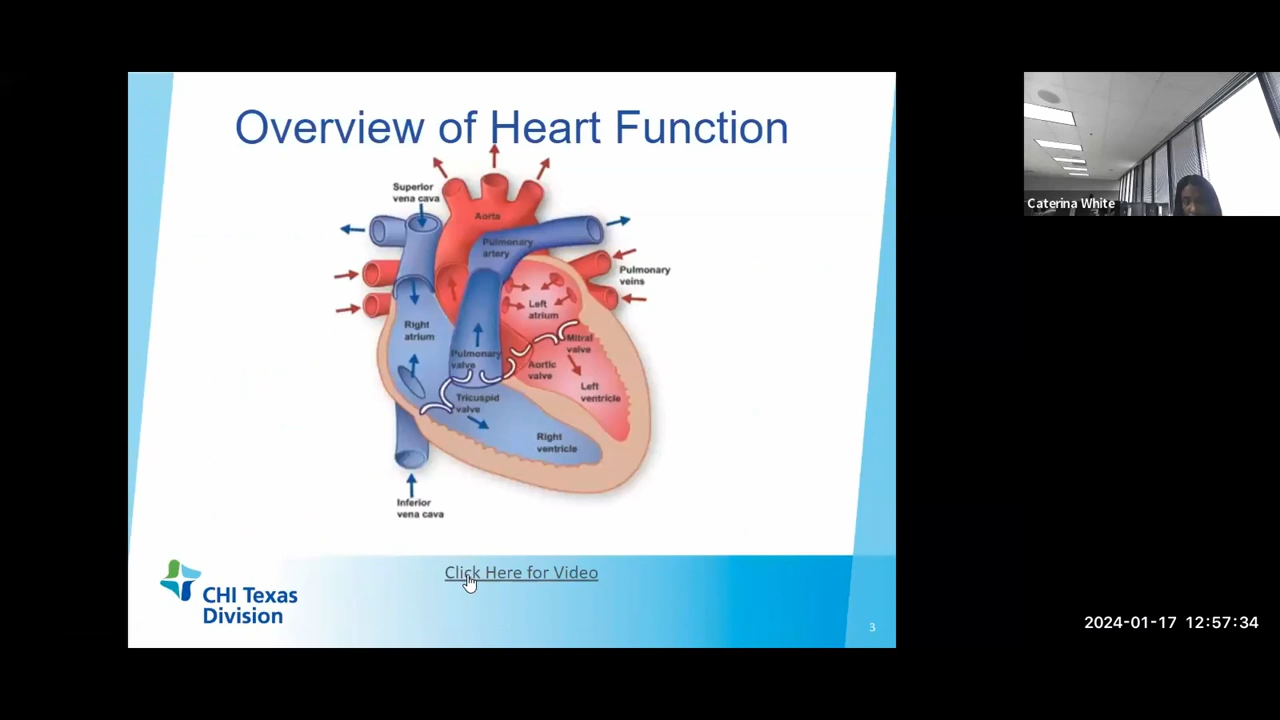 Overview of Heart Function
Superior
vena cava
Aorta
Pulmonary
artery
Pulmonary
veins
Left
atrium
Right
atrium
Mitral
valve
Pulmonary
valve
Aortic
valve
Left
ventricle
Tricuspid
valve
Right
ventricle
Inferior
vena cava
Click Here for Video
CHI Texas
Division
3
Caterina White
2024-01-17 12:57:34